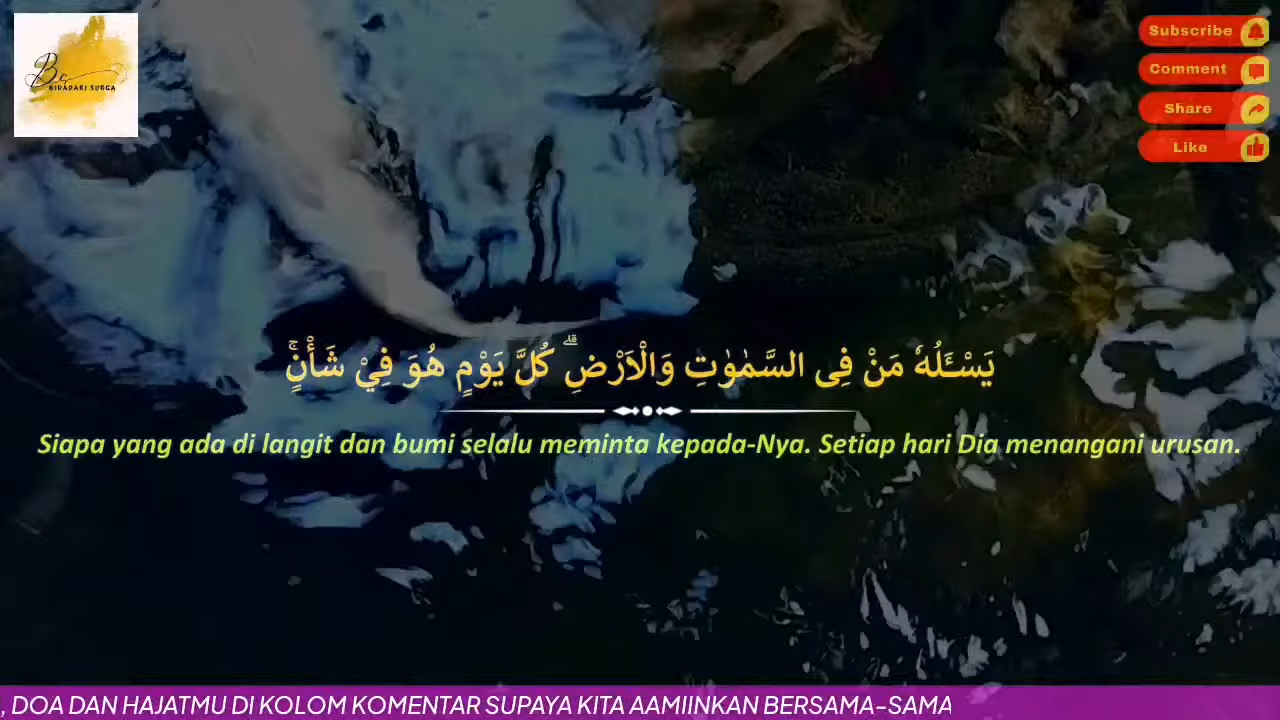 Bs
BIDADARI SURGA
Subscribe
Comment
Share
Like
يَسْـَٔلُهٗ مَنْ فِى السَّمٰوٰتِ وَالْاَرْضِۗ كُلَّ يَوْمٍ هُوَ فِيْ شَأْنٍۚ
Siapa yang ada di langit dan bumi selalu meminta kepada-Nya. Setiap hari Dia menangani urusan.
, DOA DAN HAJATMU DI KOLOM KOMENTAR SUPAYA KITA AAMIINKAN BERSAMA-SAMA